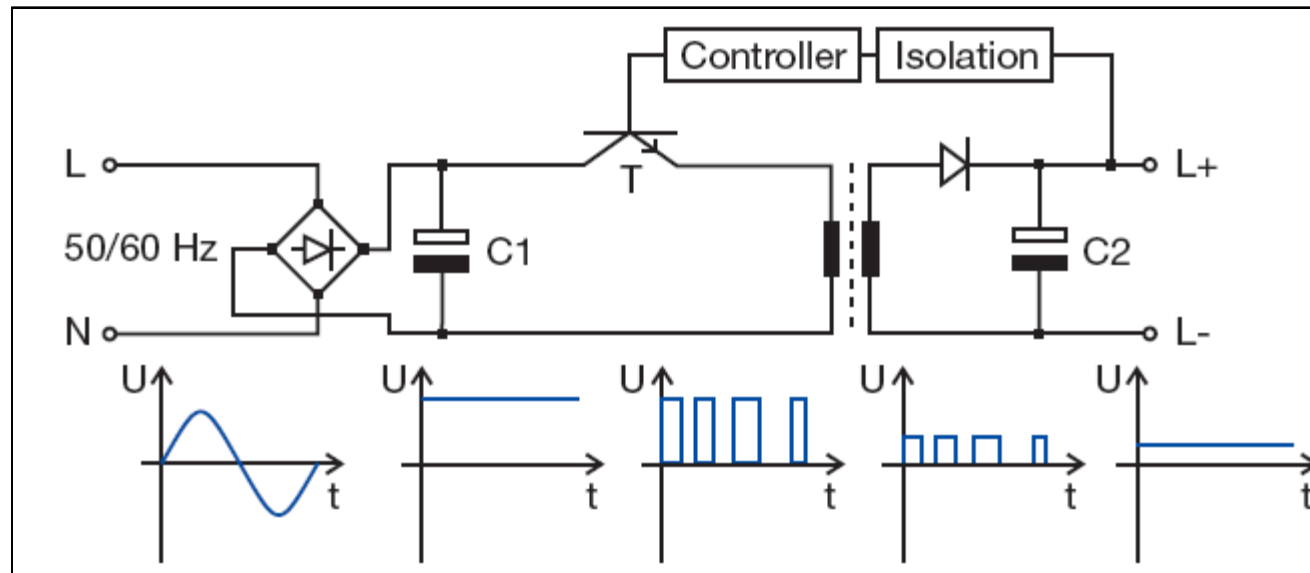 Controller Isolation
L T L+
50/60 Hz C1 C2
N L-
U U U U U
t t t t t